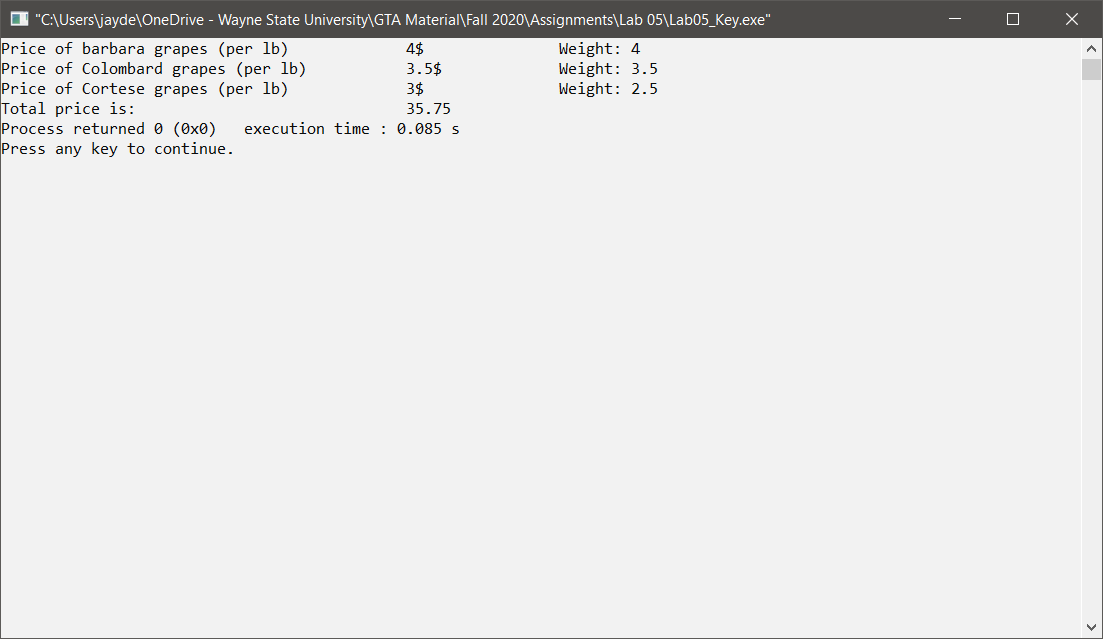 "C:\Users\jayde\OneDrive - Wayne State University\GTA Material\Fall 2020\Assignments\Lab 05\Lab05_Key.exe"
Price of barbara grapes (per lb)             4$               Weight: 4
Price of Colombard grapes (per lb)           3.5$             Weight: 3.5
Price of Cortese grapes (per lb)             3$               Weight: 2.5
Total price is:                              35.75
Process returned 0 (0x0)   execution time : 0.085 s
Press any key to continue.